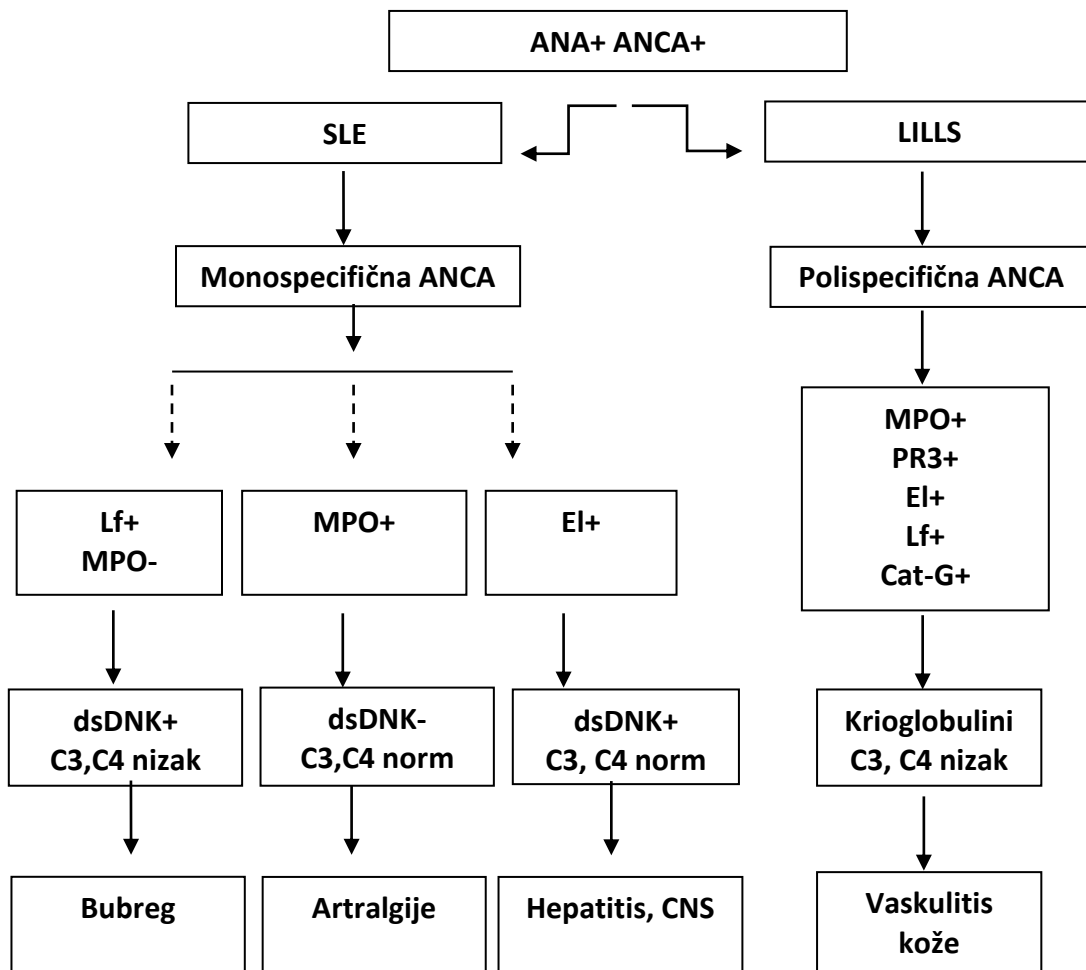 ANA+ ANCA+
SLE
LILLS
Monospecifična ANCA
Polispecifična ANCA
Lf+
MPO-
MPO+
El+
MPO+
PR3+
El+
Lf+
Cat-G+
dsDNK+
C3,C4 nizak
dsDNK-
C3,C4 norm
dsDNK+
C3, C4 norm
Krioglobulini
C3, C4 nizak
Bubreg
Artralgije
Hepatitis, CNS
Vaskulitis
kože